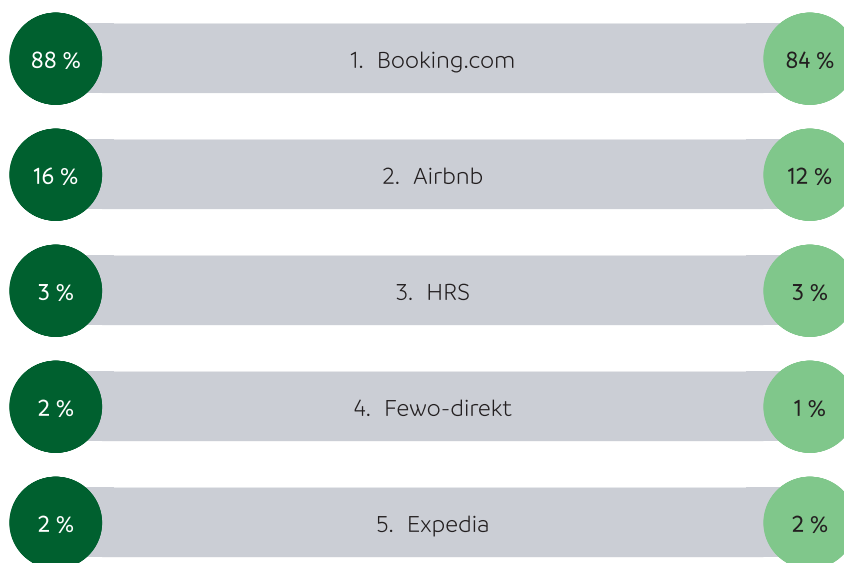 88 % 1. Booking.com 84 %
16 % 2. Airbnb 12 %
3 % 3. HRS 3 %
2 % 4. Fewo-direkt 1 %
2 % 5. Expedia 2 %